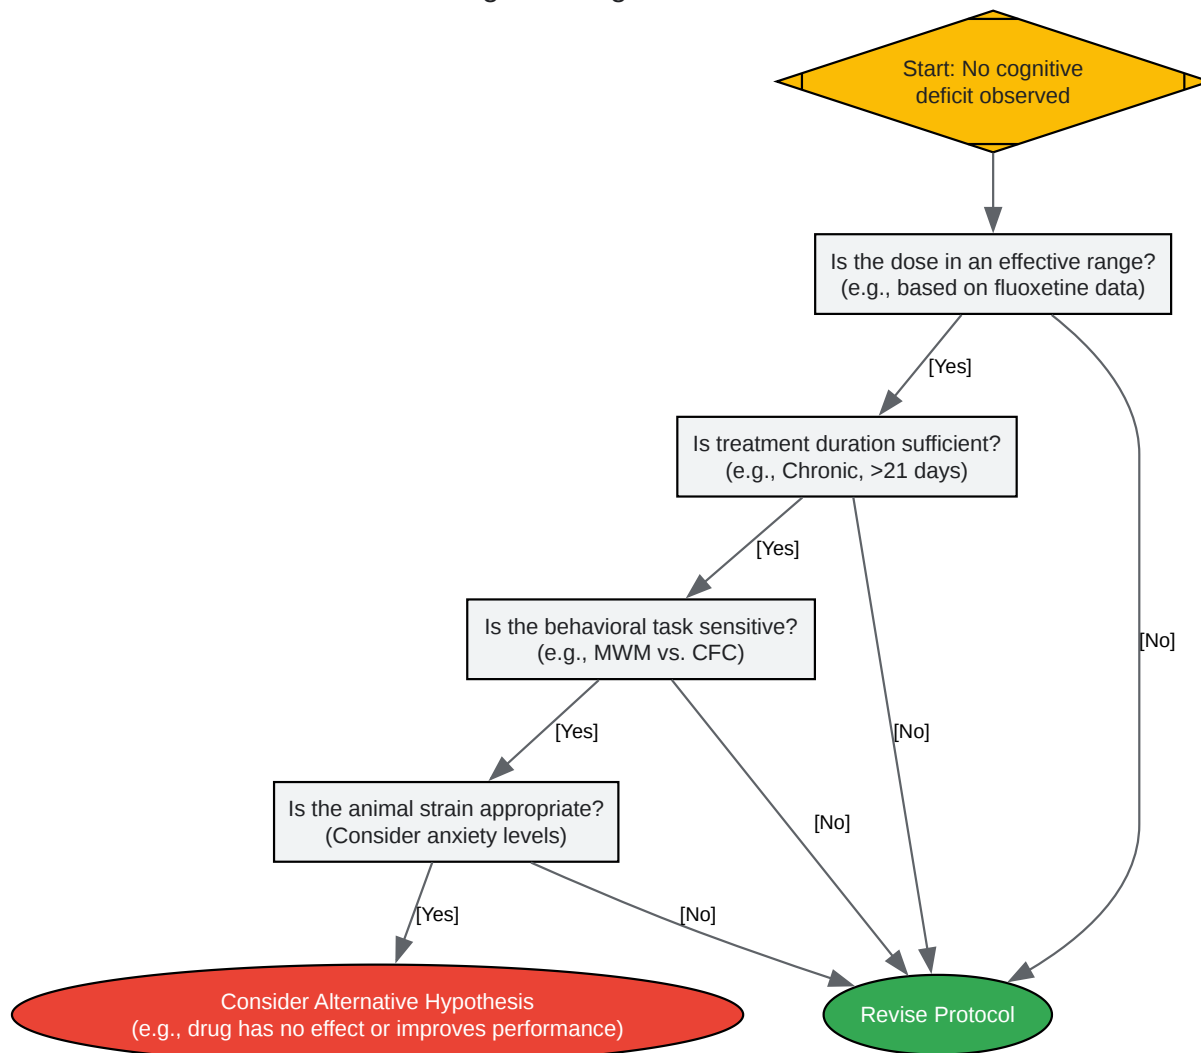 Start: No cognitive
deficit observed
Is the dose in an effective range?
(e.g., based on fluoxetine data)
[Yes]
Is treatment duration sufficient?
(e.g., Chronic, >21 days)
[Yes]
Is the behavioral task sensitive?
(e.g., MWM vs. CFC)
[No]
[Yes]
[No]
Is the animal strain appropriate?
(Consider anxiety levels)
[No]
[Yes]
[No]
Consider Alternative Hypothesis
(e.g., drug has no effect or improves performance)
Revise Protocol